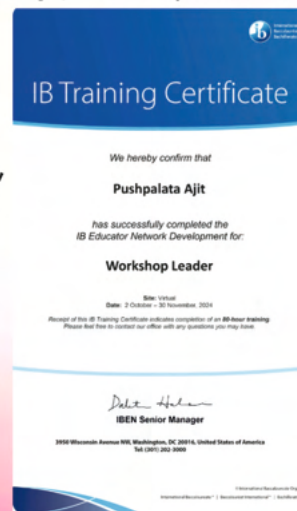 International
Baccalaureate
IB Training Certificate
We hereby confirm that
Pushpalata Ajit
has successfully completed the
IB Educator Network Development for:
Workshop Leader
Site: Virtual
Date: 2 October – 30 November, 2024
Receipt of this IB Training Certificate indicates completion of an 80-hour training.
Please feel free to contact our office with any questions you may have.
IBEN Senior Manager
3950 Wisconsin Avenue NW, Washington, DC 20016, United States of America
Tel: (301) 202-3000